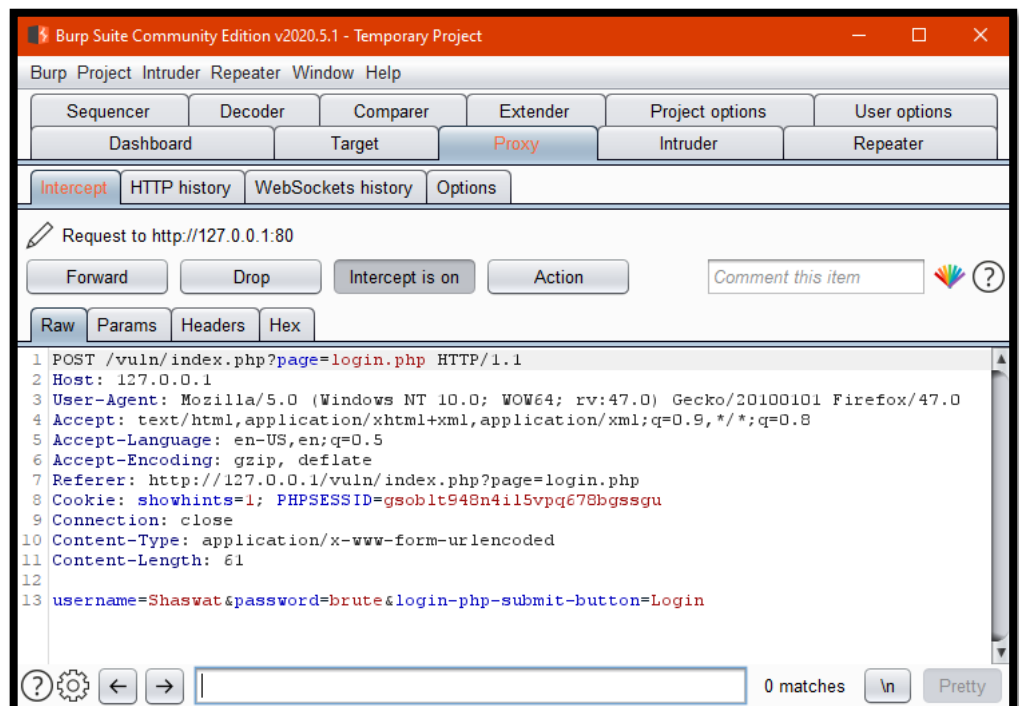 Burp Suite Community Edition v2020.5.1 - Temporary Project
Burp Project Intruder Repeater Window Help
Sequencer Decoder Comparer Extender Project options User options
Dashboard Target Proxy Intruder Repeater
Intercept HTTP history WebSockets history Options
Request to http://127.0.0.1:80
Forward Drop Intercept is on Action Comment this item ?
Raw Params Headers Hex
1 POST /vuln/index.php?page=login.php HTTP/1.1
2 Host: 127.0.0.1
3 User-Agent: Mozilla/5.0 (Windows NT 10.0; WOW64; rv:47.0) Gecko/20100101 Firefox/47.0
4 Accept: text/html,application/xhtml+xml,application/xml;q=0.9,*/*;q=0.8
5 Accept-Language: en-US,en;q=0.5
6 Accept-Encoding: gzip, deflate
7 Referer: http://127.0.0.1/vuln/index.php?page=login.php
8 Cookie: showhints=1; PHPSESSID=gsoblt948n4il5vpq678bgssgu
9 Connection: close
10 Content-Type: application/x-www-form-urlencoded
11 Content-Length: 61
12
13 username=Shaswat&password=brute&login-php-submit-button=Login
? 0 matches \n Pretty